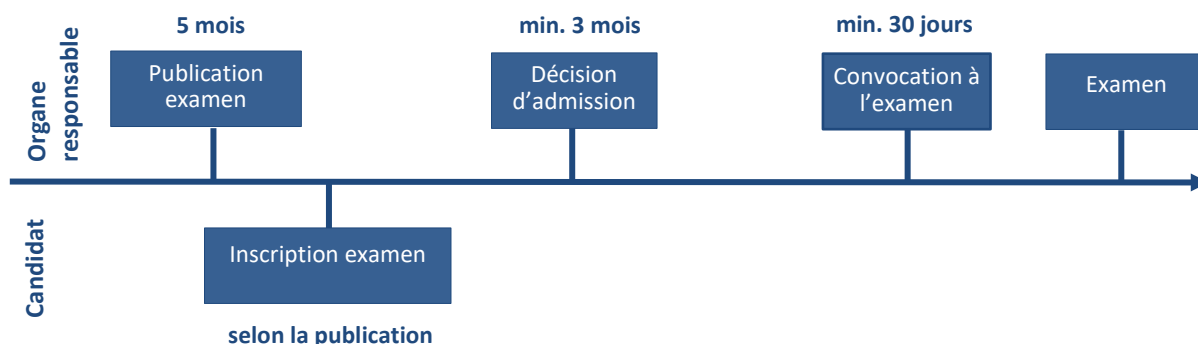 5 mois
min. 3 mois
min. 30 jours
Organe
responsable
Publication
examen
Décision
d’admission
Convocation à
l’examen
Examen
Candidat
Inscription examen
selon la publication